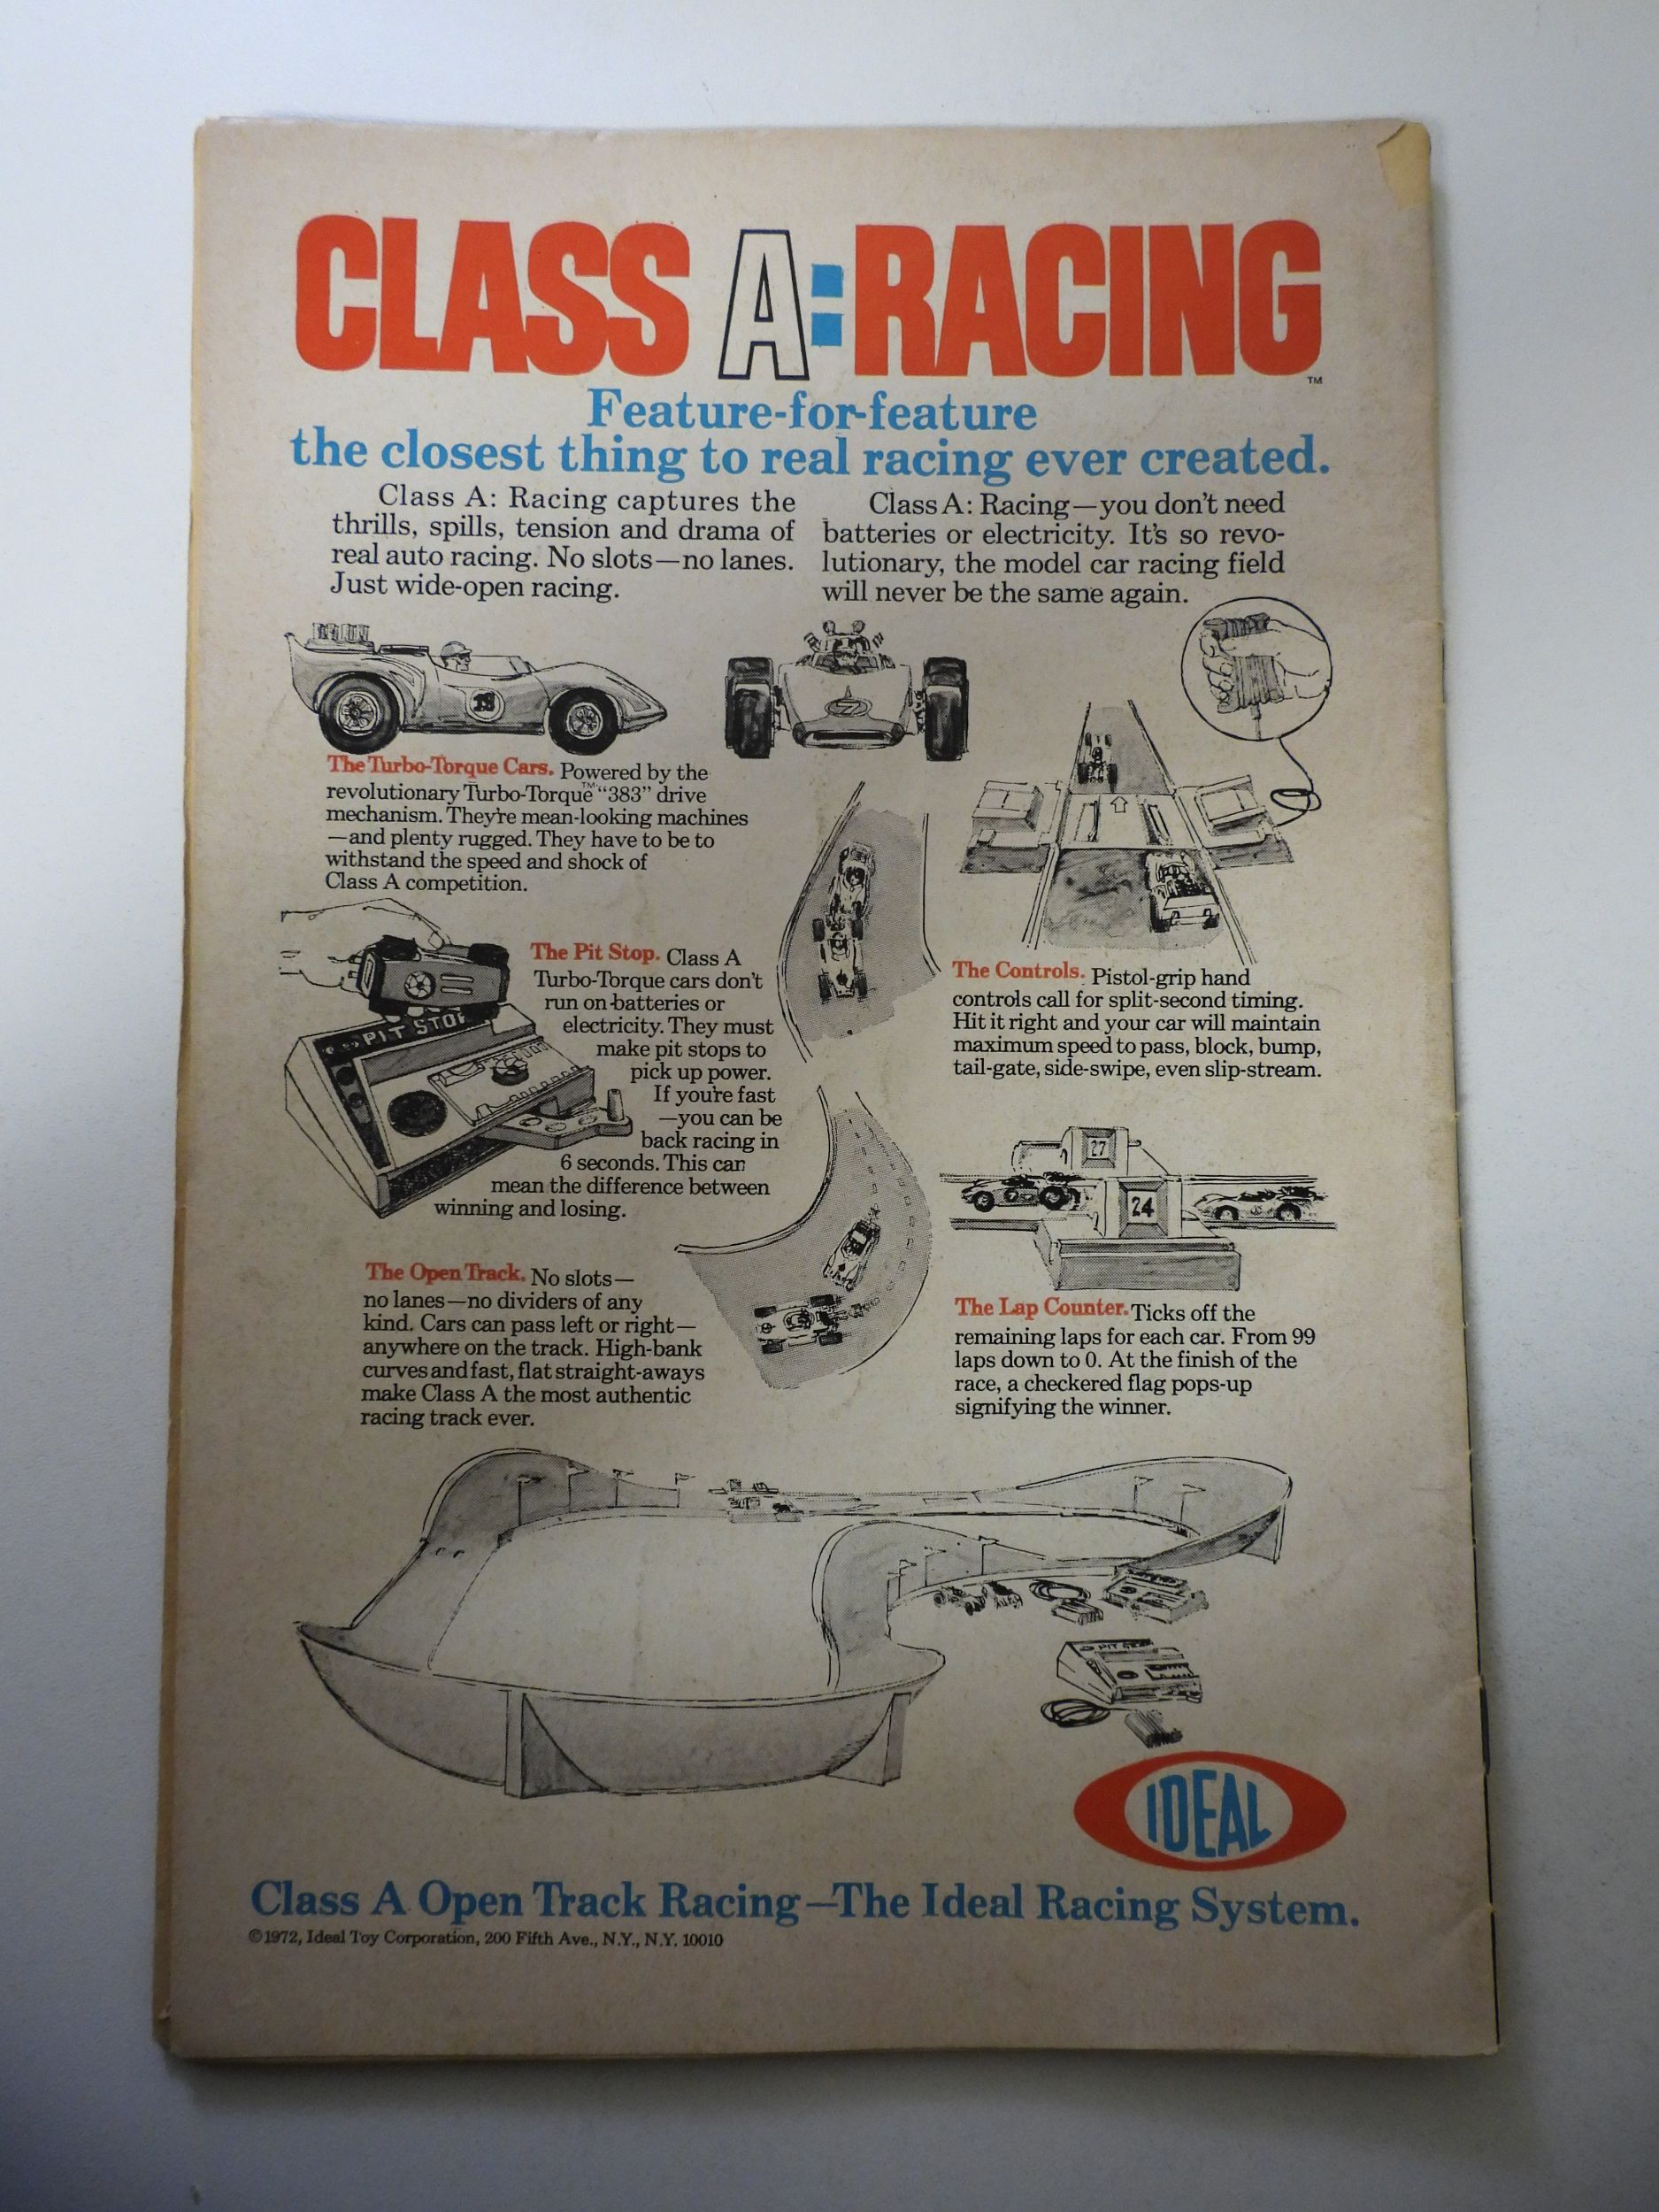 CLASS A: RACING
TM
Feature-for-feature
the closest thing to real racing ever created.
Class A: Racing captures the
thrills, spills, tension and drama of
real auto racing. No slots—no lanes.
Just wide-open racing.
Class A: Racing—you don't need
batteries or electricity. It's so revo-
lutionary, the model car racing field
will never be the same again.
The Turbo-Torque Cars. Powered by the
revolutionary Turbo-Torque™ "383" drive
mechanism. They're mean-looking machines
—and plenty rugged. They have to be to
withstand the speed and shock of
Class A competition.
PIT STOP
The Pit Stop. Class A
Turbo-Torque cars don't
run on batteries or
electricity. They must
make pit stops to
pick up power.
If you're fast
—you can be
back racing in
6 seconds. This can
mean the difference between
winning and losing.
The Controls. Pistol-grip hand
controls call for split-second timing.
Hit it right and your car will maintain
maximum speed to pass, block, bump,
tail-gate, side-swipe, even slip-stream.
27
24
The Open Track. No slots—
no lanes—no dividers of any
kind. Cars can pass left or right—
anywhere on the track. High-bank
curves and fast, flat straight-aways
make Class A the most authentic
racing track ever.
The Lap Counter. Ticks off the
remaining laps for each car. From 99
laps down to 0. At the finish of the
race, a checkered flag pops-up
signifying the winner.
IDEAL
Class A Open Track Racing—The Ideal Racing System.
©1972, Ideal Toy Corporation, 200 Fifth Ave., N.Y., N.Y. 10010